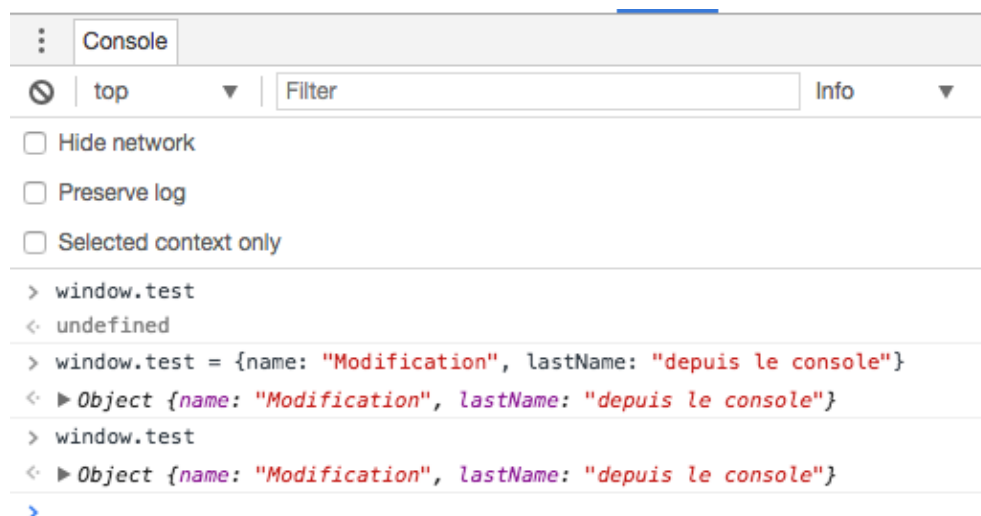 Console
top Filter Info
Hide network
Preserve log
Selected context only
> window.test
<· undefined
> window.test = {name: "Modification", lastName: "depuis le console"}
<· ▶ Object {name: "Modification", lastName: "depuis le console"}
> window.test
<· ▶ Object {name: "Modification", lastName: "depuis le console"}
>